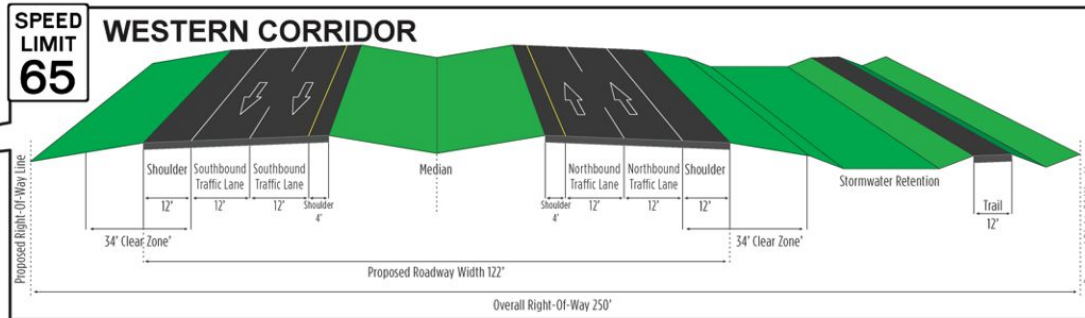 SPEED
LIMIT
65
WESTERN CORRIDOR
Proposed Right-Of-Way Line
Shoulder
12'
Southbound
Traffic Lane
12'
Southbound
Traffic Lane
12'
Shoulder
4'
Median
Shoulder
4'
Northbound
Traffic Lane
12'
Northbound
Traffic Lane
12'
Shoulder
12'
Stormwater Retention
Trail
12'
34' Clear Zone'
34' Clear Zone'
Proposed Roadway Width 122'
Overall Right-Of-Way 250'